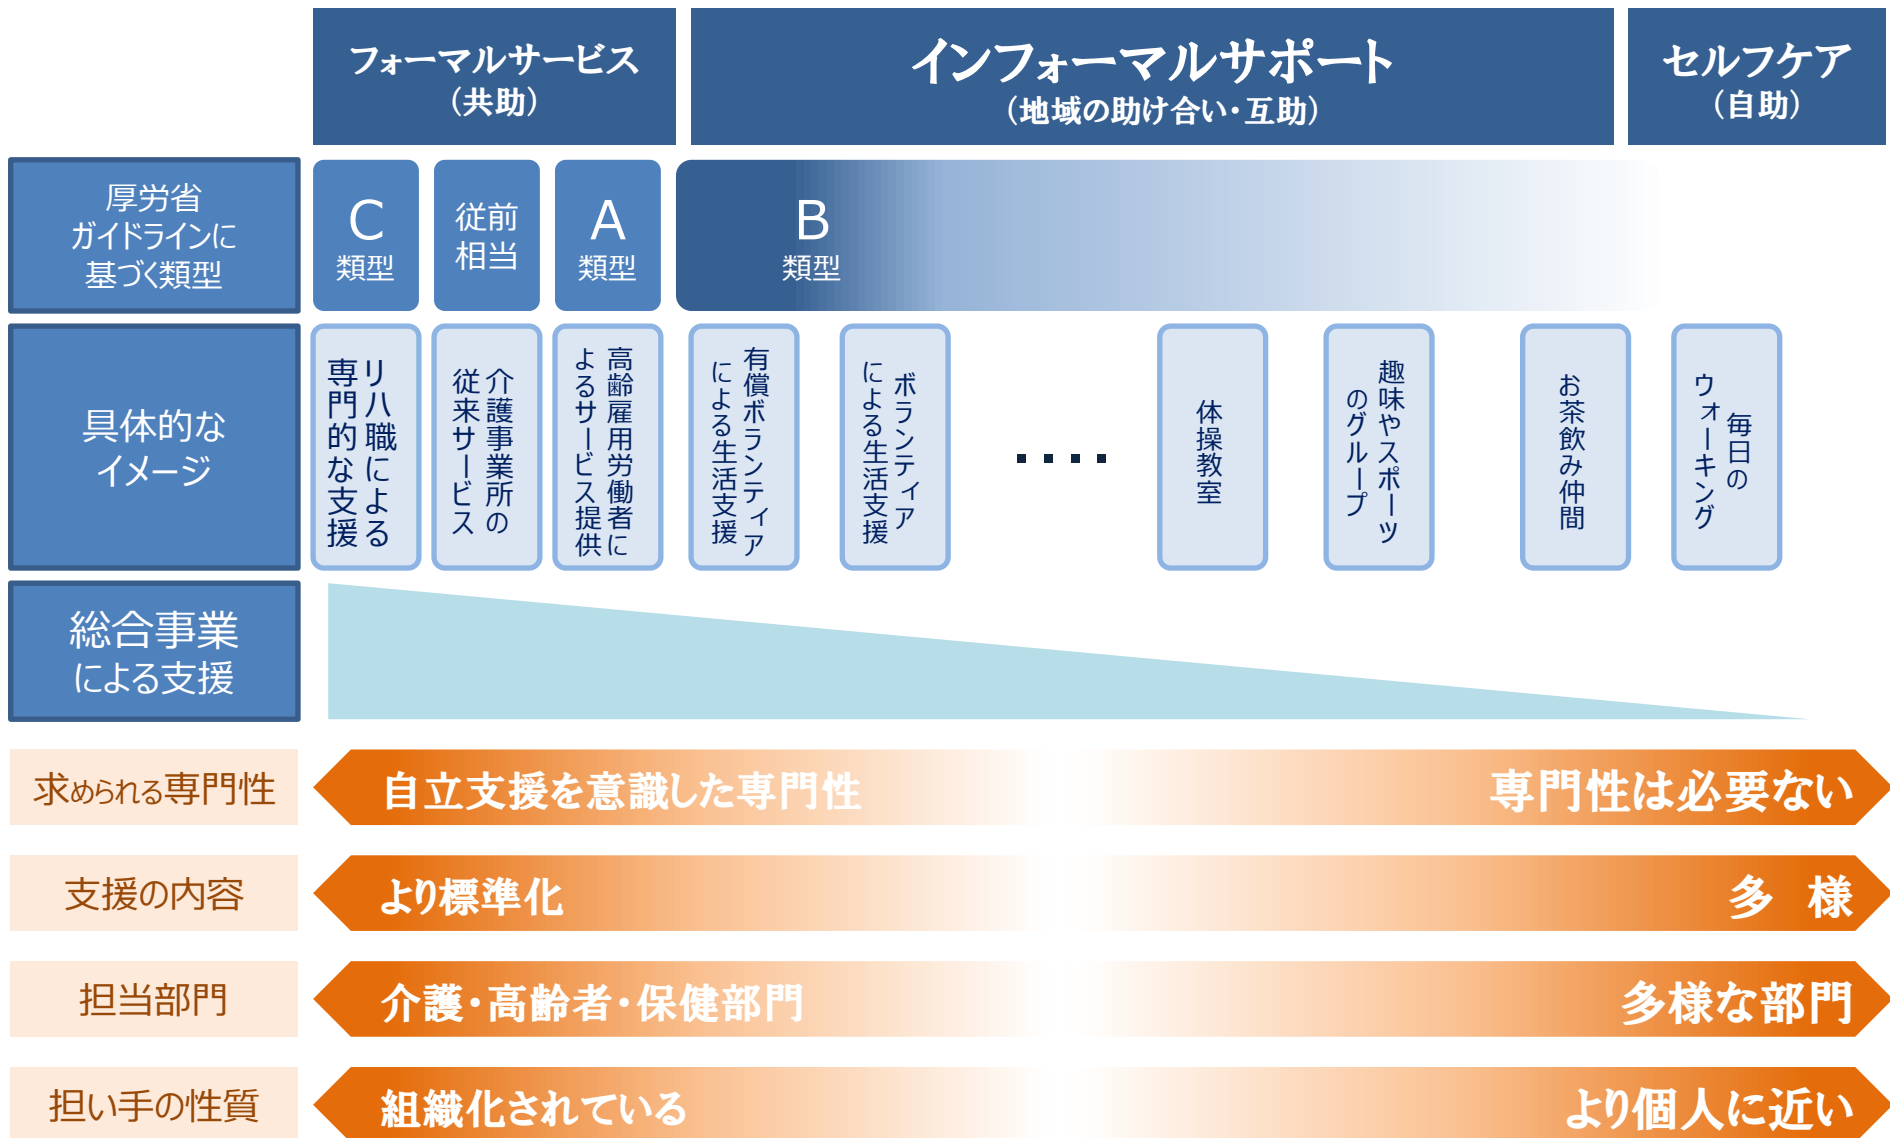 フォーマルサービス
（共助）
インフォーマルサポート
（地域の助け合い・互助）
セルフケア
（自助）
厚労省
ガイドラインに
基づく類型
C
類型
従前
相当
A
類型
B
類型
具体的な
イメージ
リハ職による
専門的な支援
介護事業所の
従来サービス
高齢雇用労働者に
よるサービス提供
有償ボランティア
による生活支援
ボランティア
による生活支援
‥‥
体操教室
趣味やスポーツ
のグループ
お茶飲み仲間
毎日の
ウォーキング
総合事業
による支援
求められる専門性
自立支援を意識した専門性
専門性は必要ない
支援の内容
より標準化
多　様
担当部門
介護・高齢者・保健部門
多様な部門
担い手の性質
組織化されている
より個人に近い